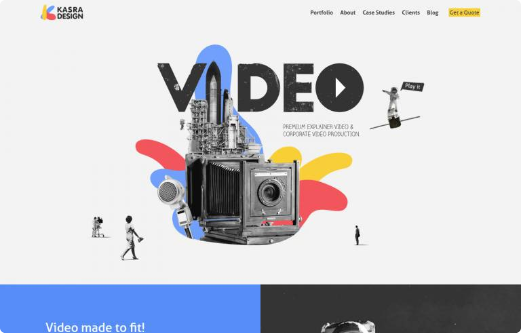 KASRA
DESIGN
Portfolio About Case Studies Clients Blog Get a Quote
VIDEO
Play it
PREMIUM EXPLAINER VIDEO &
CORPORATE VIDEO PRODUCTION
Video made to fit!